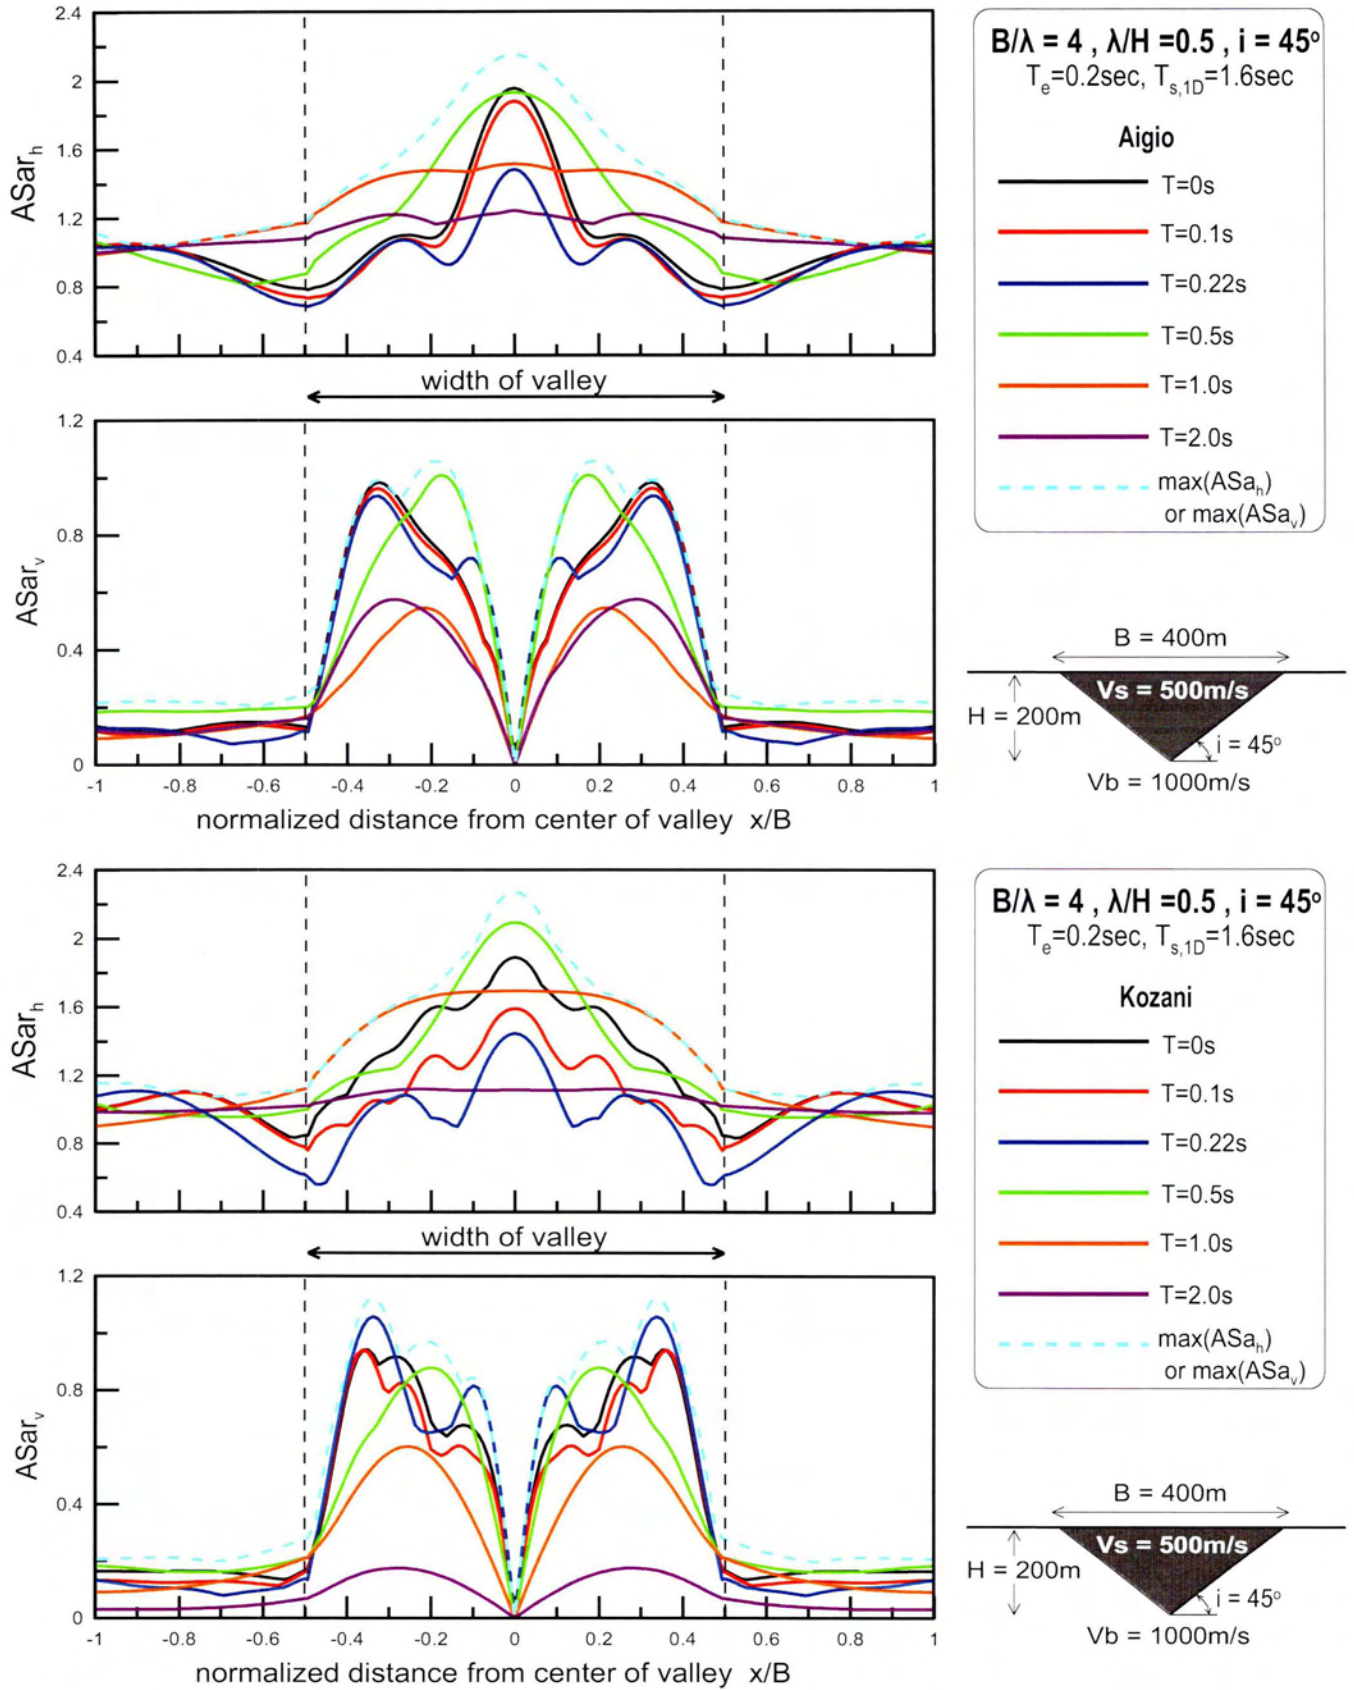 2.4
2
1.6
1.2
0.8
0.4
ASar_h
width of valley
1.2
0.8
0.4
0
ASar_v
-1 -0.8 -0.6 -0.4 -0.2 0 0.2 0.4 0.6 0.8 1
normalized distance from center of valley x/B
B/λ = 4 , λ/H =0.5 , i = 45º
T_e=0.2sec, T_s,1D=1.6sec
Aigio
T=0s
T=0.1s
T=0.22s
T=0.5s
T=1.0s
T=2.0s
max(ASa_h)
or max(ASa_v)
B = 400m
Vs = 500m/s
H = 200m
i = 45º
Vb = 1000m/s
2.4
2
1.6
1.2
0.8
0.4
ASar_h
width of valley
1.2
0.8
0.4
0
ASar_v
-1 -0.8 -0.6 -0.4 -0.2 0 0.2 0.4 0.6 0.8 1
normalized distance from center of valley x/B
B/λ = 4 , λ/H =0.5 , i = 45º
T_e=0.2sec, T_s,1D=1.6sec
Kozani
T=0s
T=0.1s
T=0.22s
T=0.5s
T=1.0s
T=2.0s
max(ASa_h)
or max(ASa_v)
B = 400m
Vs = 500m/s
H = 200m
i = 45º
Vb = 1000m/s